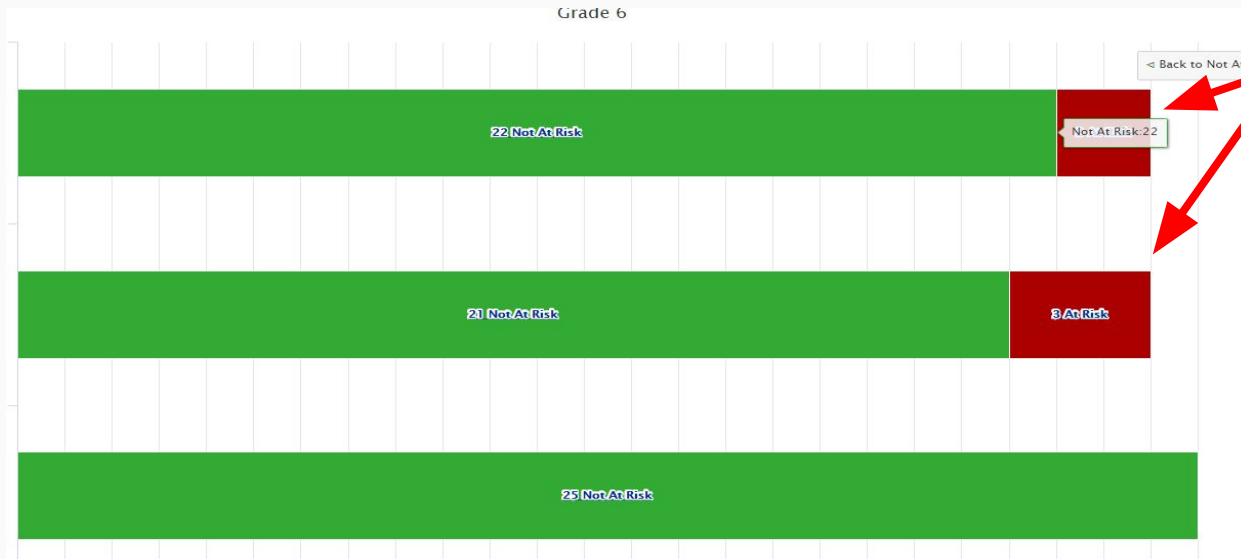 Grade 6
◅ Back to Not A
22 Not At Risk
Not At Risk:22
21 Not At Risk
3 At Risk
25 Not At Risk